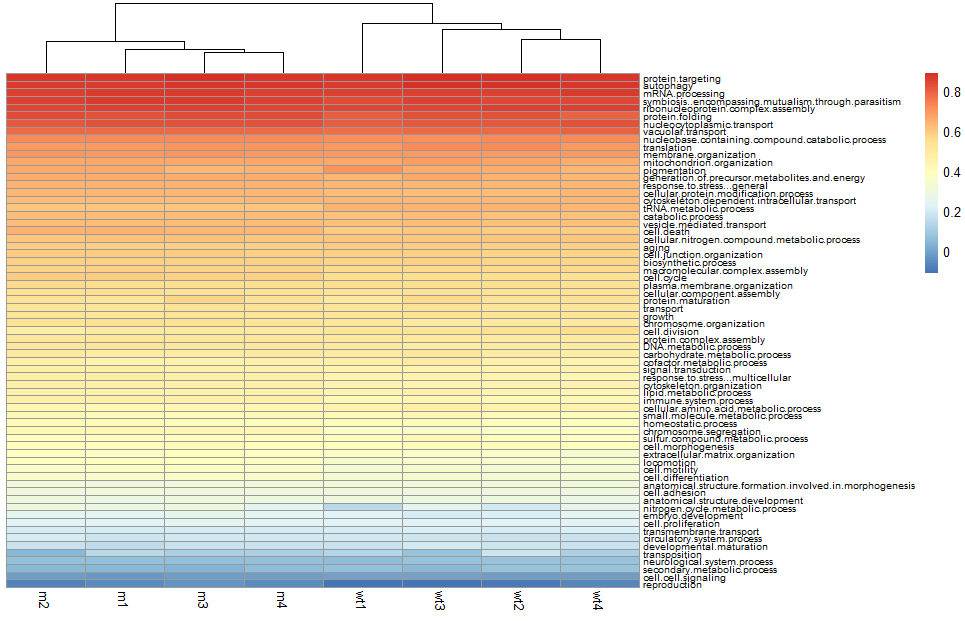 protein.targeting
autophagy
mRNA.processing
symbiosis..encompassing.mutualism.through.parasitism
ribonucleoprotein.complex.assembly
protein.folding
nucleocytoplasmic.transport
vacuolar.transport
nucleobase.containing.compound.catabolic.process
translation
membrane.organization
mitochondrion.organization
pigmentation
generation.of.precursor.metabolites.and.energy
response.to.stress...general
cellular.protein.modification.process
cytoskeleton.dependent.intracellular.transport
tRNA.metabolic.process
catabolic.process
vesicle.mediated.transport
cell.death
cellular.nitrogen.compound.metabolic.process
aging
cell.junction.organization
biosynthetic.process
macromolecular.complex.assembly
cell.cycle
plasma.membrane.organization
cellular.component.assembly
protein.maturation
transport
growth
chromosome.organization
cell.division
protein.complex.assembly
DNA.metabolic.process
carbohydrate.metabolic.process
cofactor.metabolic.process
signal.transduction
response.to.stress...multicellular
cytoskeleton.organization
lipid.metabolic.process
immune.system.process
cellular.amino.acid.metabolic.process
small.molecule.metabolic.process
homeostatic.process
chromosome.segregation
sulfur.compound.metabolic.process
cell.morphogenesis
extracellular.matrix.organization
locomotion
cell.motility
cell.differentiation
anatomical.structure.formation.involved.in.morphogenesis
cell.adhesion
anatomical.structure.development
nitrogen.cycle.metabolic.process
embryo.development
cell.proliferation
transmembrane.transport
circulatory.system.process
developmental.maturation
transposition
neurological.system.process
secondary.metabolic.process
cell.cell.signaling
reproduction
m2 m1 m3 m4 wt1 wt3 wt2 wt4
0.8
0.6
0.4
0.2
0